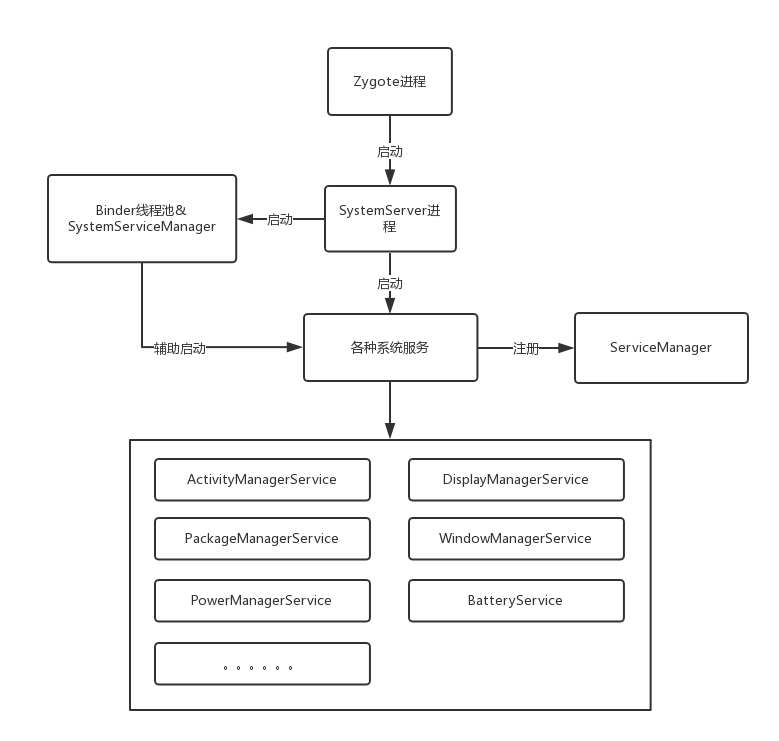 Zygote进程
启动
Binder线程池&
SystemServiceManager
启动
SystemServer进
程
启动
辅助启动
各种系统服务
注册
ServiceManager
ActivityManagerService
DisplayManagerService
PackageManagerService
WindowManagerService
PowerManagerService
BatteryService
。。。。。。